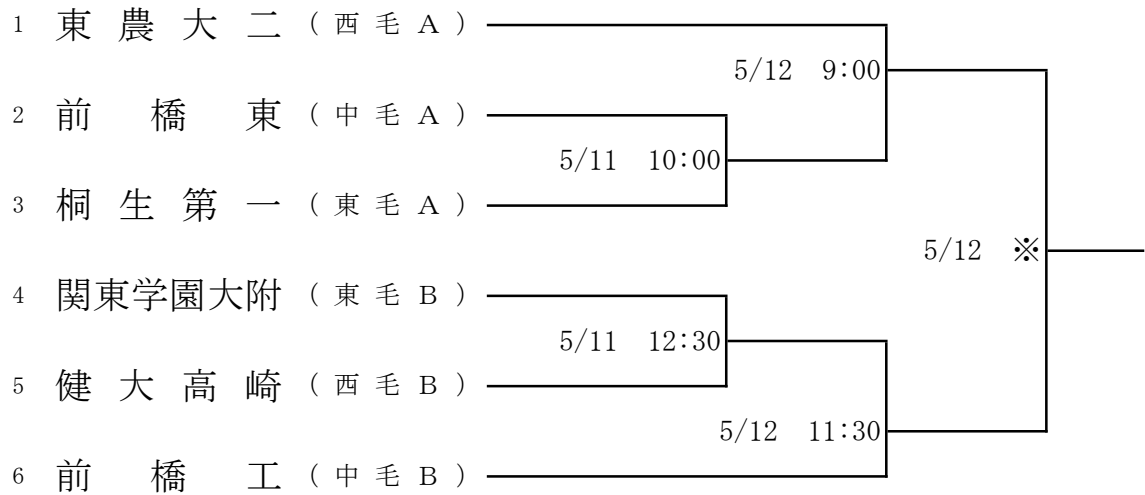 1 東農大二 (西毛A)
5/12 9:00
2 前橋東 (中毛A)
5/11 10:00
3 桐生第一 (東毛A)
5/12 ※
4 関東学園大附 (東毛B)
5/11 12:30
5 健大高崎 (西毛B)
5/12 11:30
6 前橋工 (中毛B)